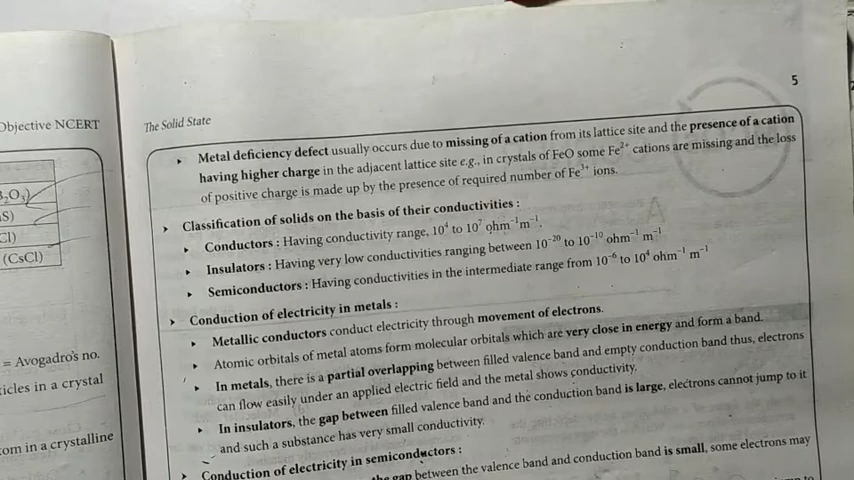 Objective NCERT
B₂O₃)
aS)
Cl)
(CsCl)
= Avogadro's no.
ticles in a crystal
tom in a crystalline
The Solid State
5
Metal deficiency defect usually occurs due to missing of a cation from its lattice site and the presence of a cation
having higher charge in the adjacent lattice site e.g., in crystals of FeO some Fe²⁺ cations are missing and the loss
of positive charge is made up by the presence of required number of Fe³⁺ ions.
Classification of solids on the basis of their conductivities :
Conductors : Having conductivity range, 10⁴ to 10⁷ ohm⁻¹m⁻¹.
Insulators : Having very low conductivities ranging between 10⁻²⁰ to 10⁻¹⁰ ohm⁻¹ m⁻¹
Semiconductors : Having conductivities in the intermediate range from 10⁻⁶ to 10⁴ ohm⁻¹ m⁻¹
Conduction of electricity in metals :
Metallic conductors conduct electricity through movement of electrons.
Atomic orbitals of metal atoms form molecular orbitals which are very close in energy and form a band.
In metals, there is a partial overlapping between filled valence band and empty conduction band thus, electrons
can flow easily under an applied electric field and the metal shows conductivity.
In insulators, the gap between filled valence band and the conduction band is large, electrons cannot jump to it
and such a substance has very small conductivity.
Conduction of electricity in semiconductors :
the gap between the valence band and conduction band is small, some electrons may